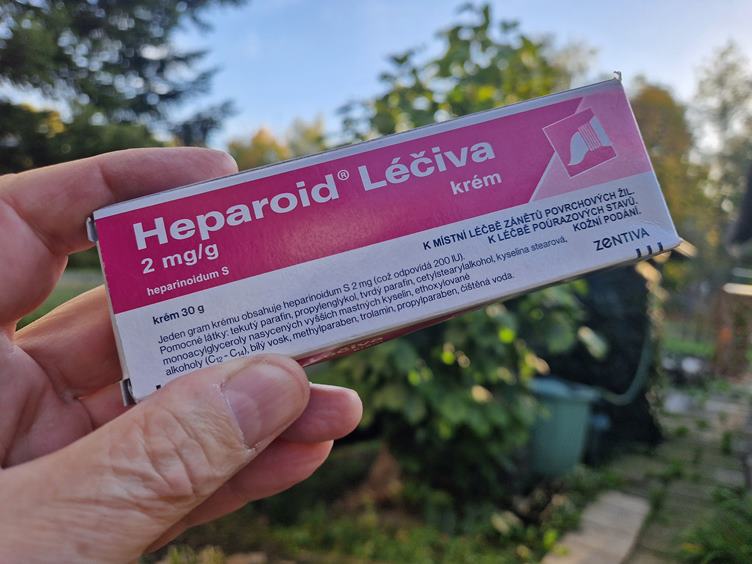 Heparoid® Léčiva
krém
2 mg/g
heparinoidum S
K MÍSTNÍ LÉČBĚ ZÁNĚTŮ POVRCHOVÝCH ŽIL.
K LÉČBĚ POÚRAZOVÝCH STAVŮ.
KOŽNÍ PODÁNÍ.
krém 30 g
Jeden gram krému obsahuje heparinoidum S 2 mg (což odpovídá 200 IU).
Pomocné látky: tekutý parafin, propylenglykol, tvrdý parafin, cetylstearylalkohol, kyselina stearová,
monoacylglyceroly nasycených vyšších mastných kyselin, ethoxylované
alkoholy (C12 - C14), bílý vosk, methylparaben, trolamin, propylparaben, čištěná voda.
ZENTIVA